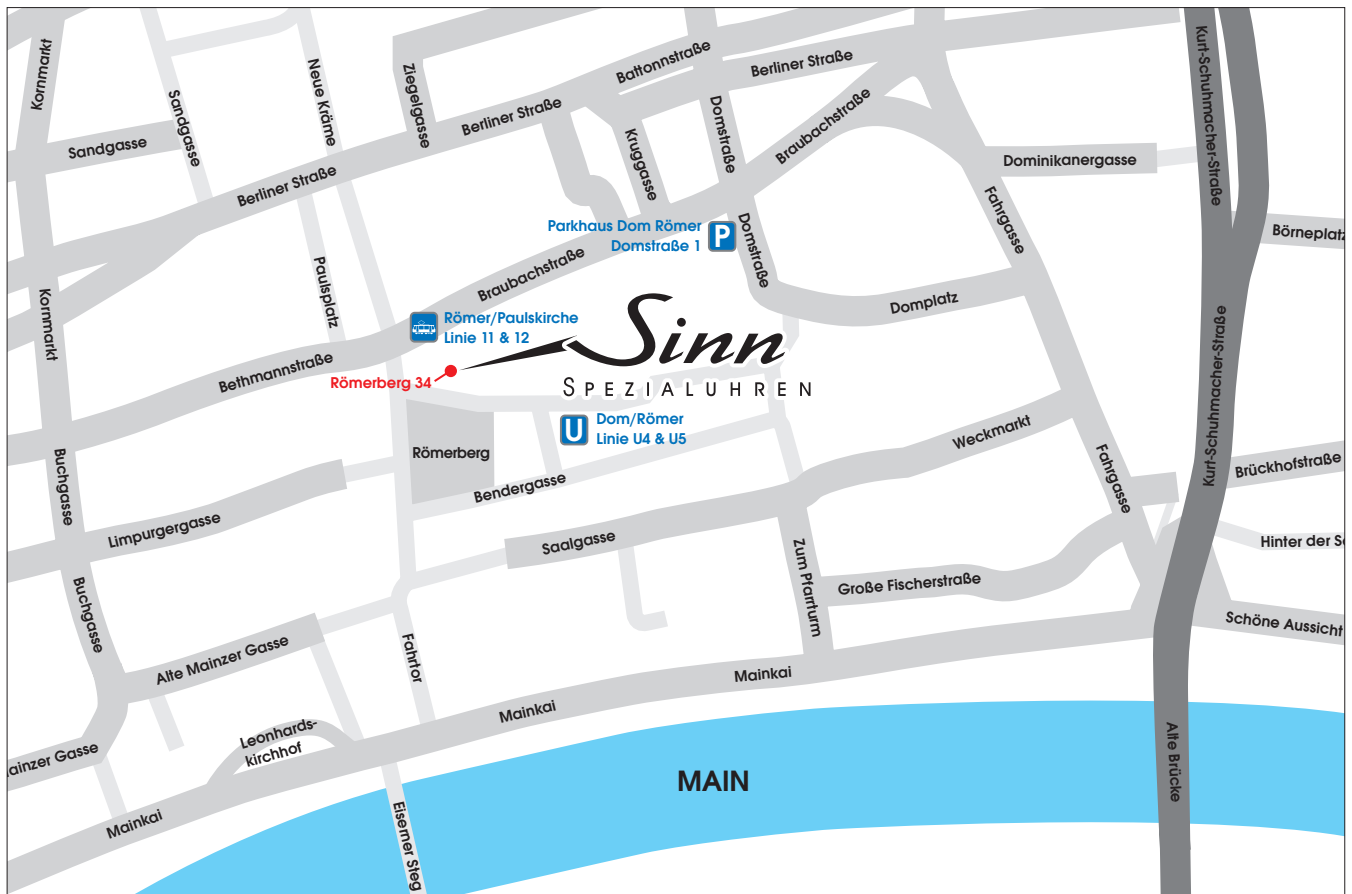 Kornmarkt
Sandgasse
Sandgasse
Neue Kräme
Ziegelgasse
Berliner Straße
Berliner Straße
Battonnstraße
Berliner Straße
Kruggasse
Domstraße
Braubachstraße
Kurt-Schuhmacher-Straße
Dominikanergasse
Fahrgasse
Börneplatz
Parkhaus Dom Römer
Domstraße 1
P
Domstraße
Paulsplatz
Braubachstraße
Domplatz
Kornmarkt
Römer/Paulskirche
Linie 11 & 12
Sinn
SPEZIALUHREN
Bethmannstraße
Römerberg 34
Kurt-Schuhmacher-Straße
U
Dom/Römer
Linie U4 & U5
Römerberg
Weckmarkt
Buchgasse
Bendergasse
Fahrgasse
Brückhofstraße
Limpurgergasse
Saalgasse
Hinter der Sc
Zum Pfarrturm
Große Fischerstraße
Buchgasse
Schöne Aussicht
Alte Mainzer Gasse
Fahrtor
Mainkai
Mainkai
Leonhards-
kirchhof
ainzer Gasse
Mainkai
MAIN
Alte Brücke
Eiserner Steg